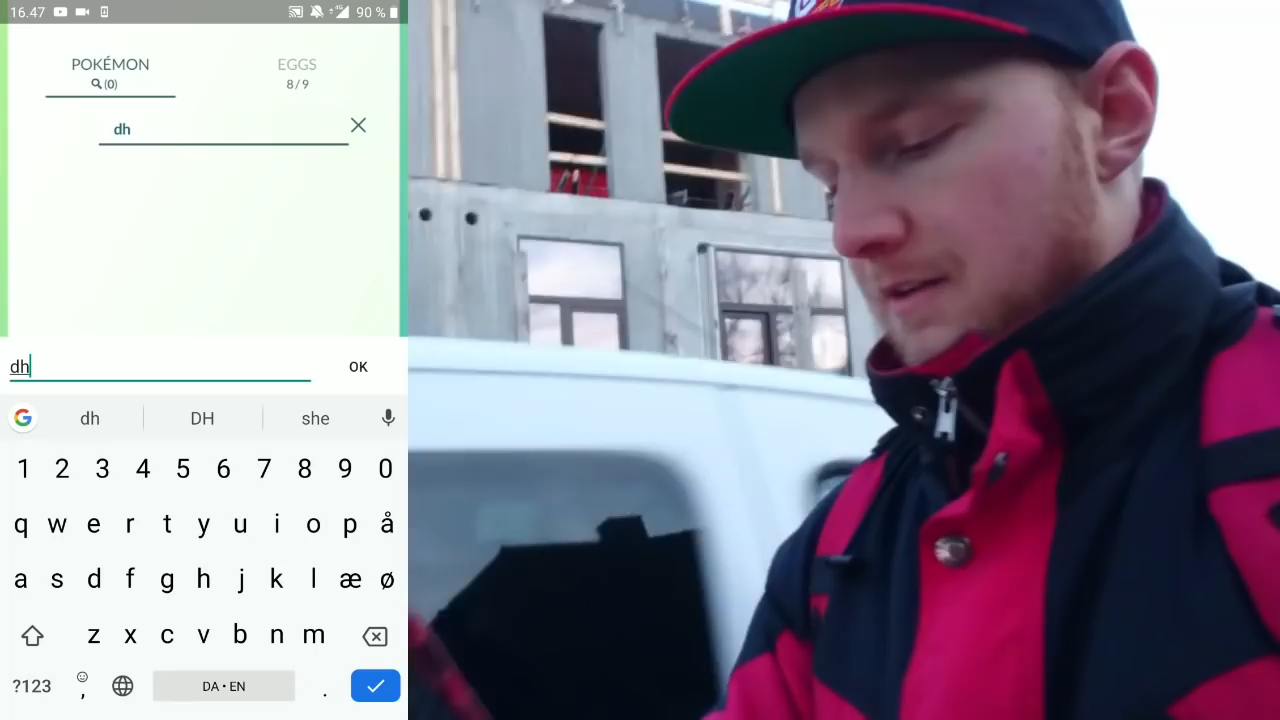 16.47 4G 90 %
POKÉMON EGGS
(0) 8/9
dh
dh OK
dh DH she
1 2 3 4 5 6 7 8 9 0
q w e r t y u i o p å
a s d f g h j k l æ ø
z x c v b n m
?123 , DA • EN .